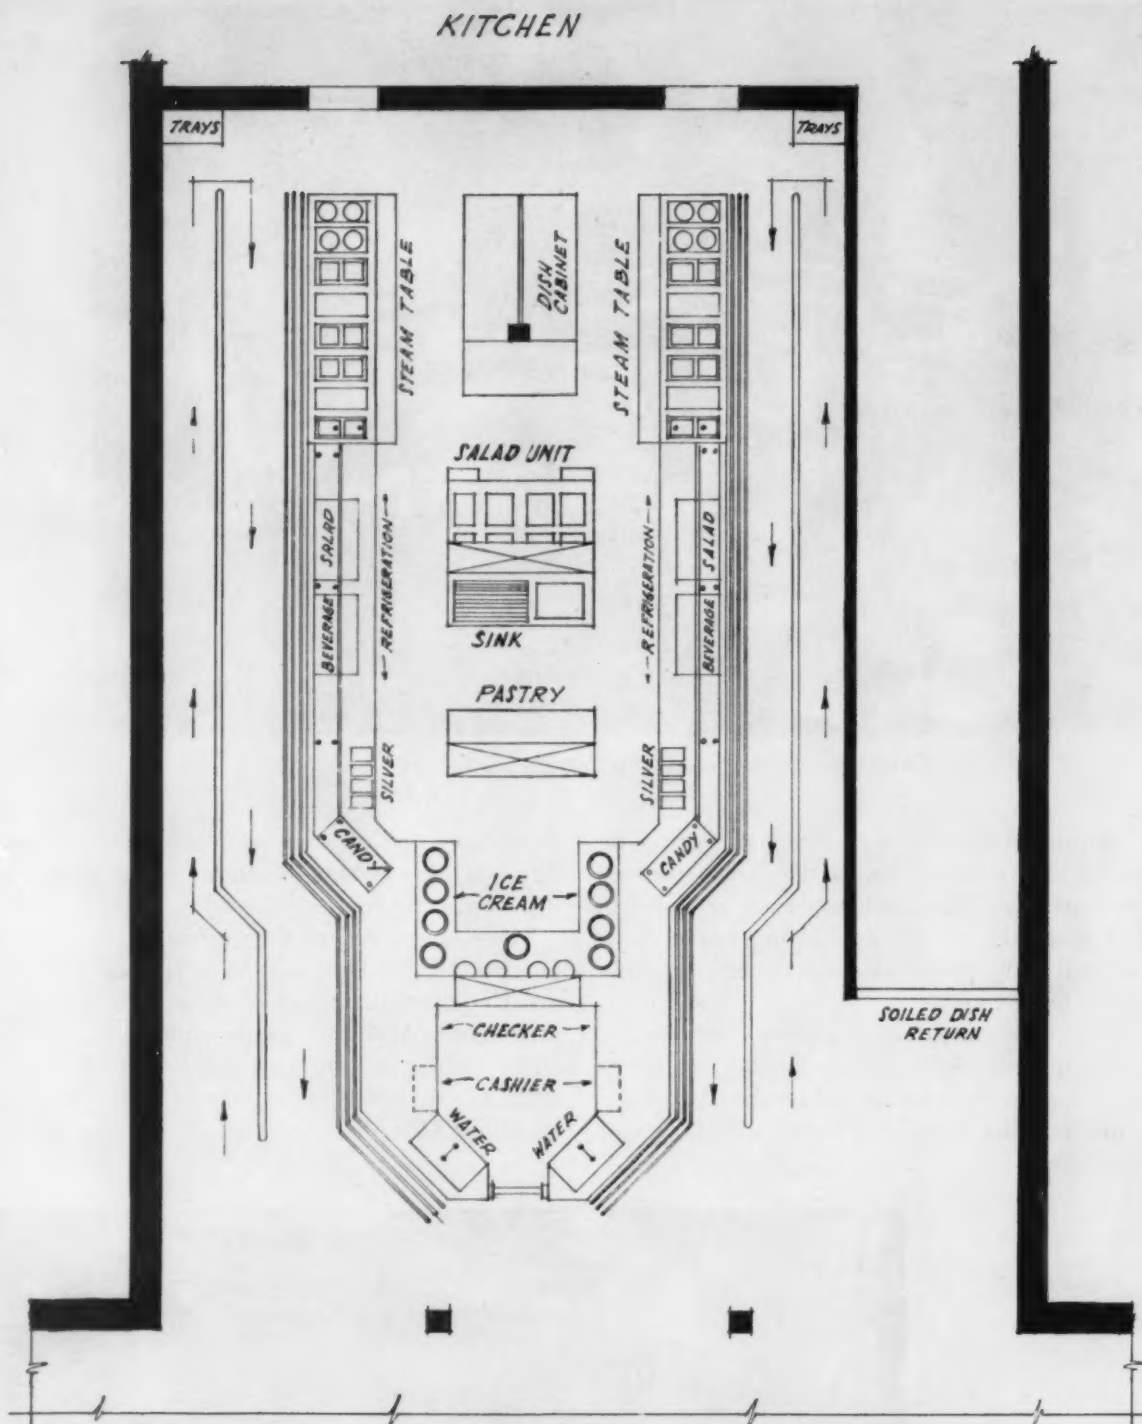 KITCHEN
TRAYS
TRAYS
STEAM TABLE
DISH
CABINET
STEAM TABLE
SALAD UNIT
SALAD
REFRIGERATION
REFRIGERATION
SALAD
BEVERAGE
BEVERAGE
SINK
PASTRY
SILVER
SILVER
CANDY
CANDY
ICE
CREAM
CHECKER
CASHIER
WATER
WATER
SOILED DISH
RETURN